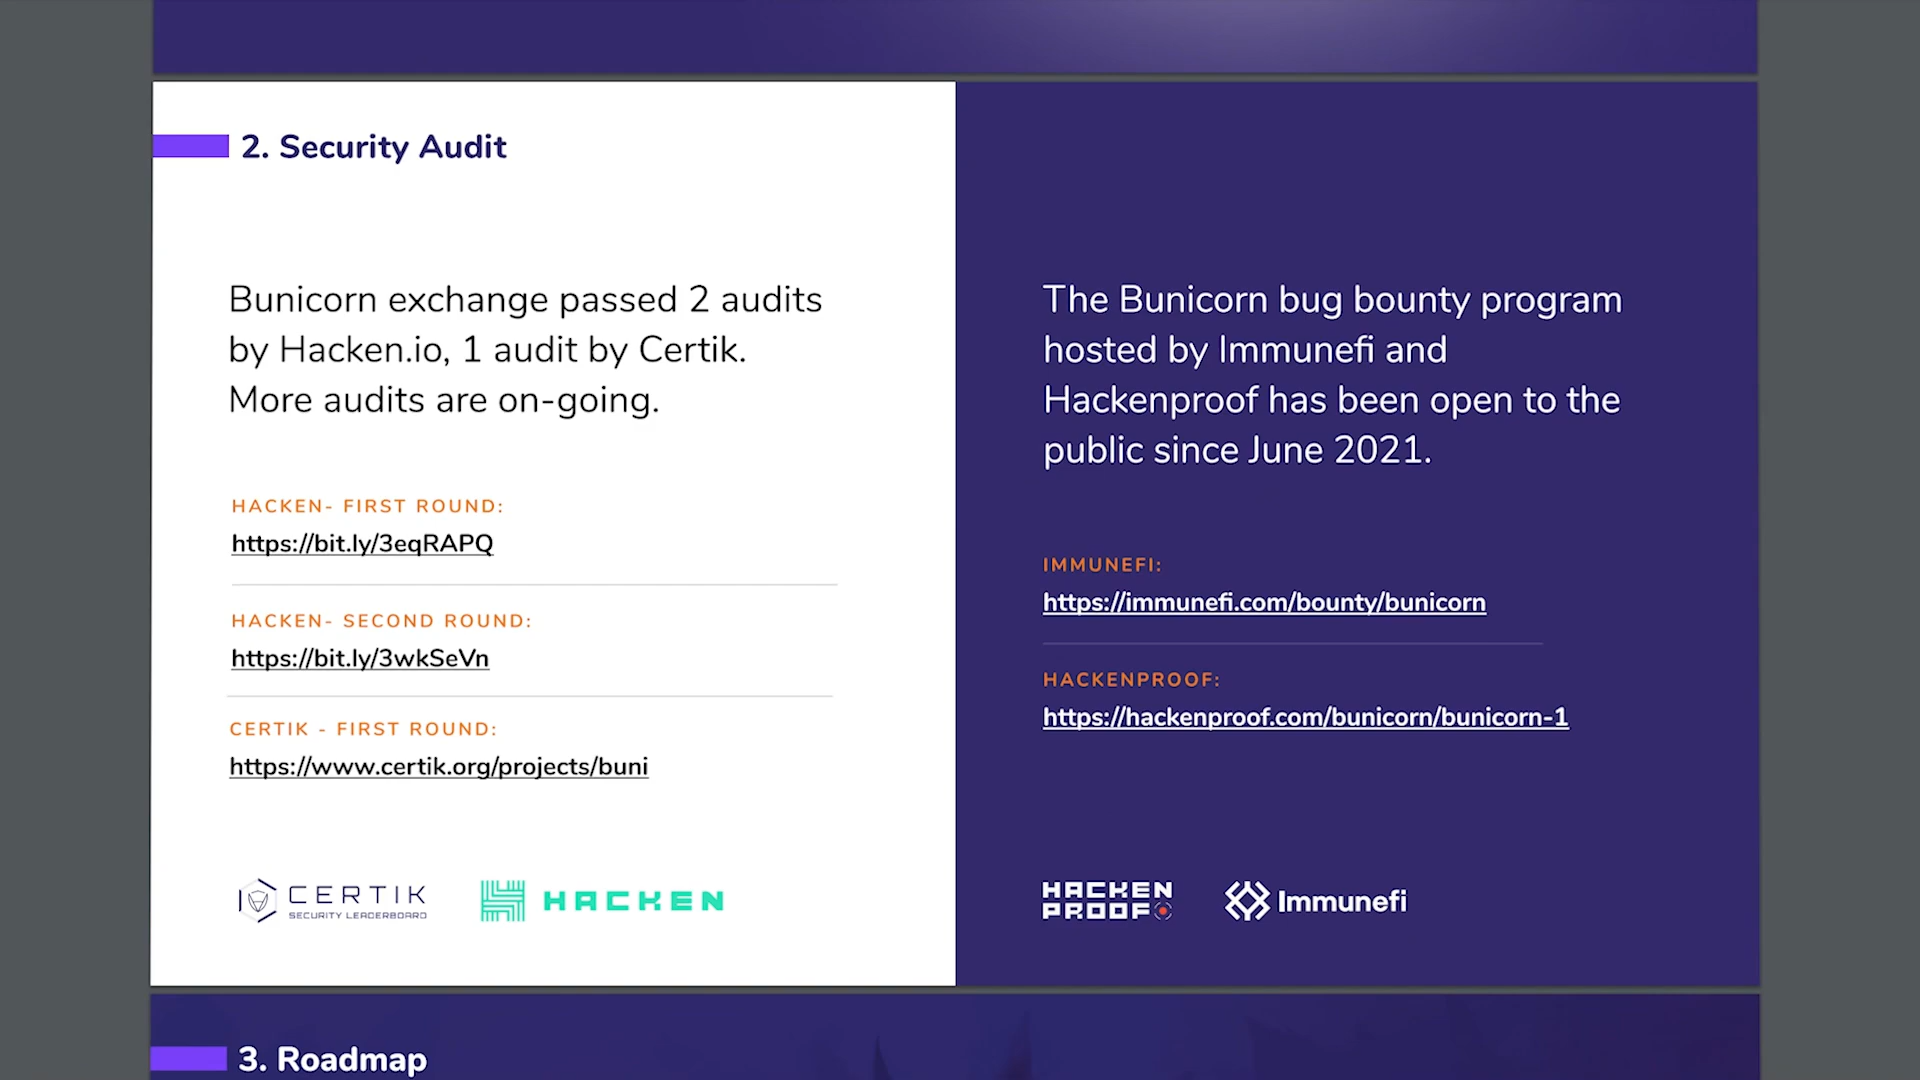 2. Security Audit
Bunicorn exchange passed 2 audits
by Hacken.io, 1 audit by Certik.
More audits are on-going.
HACKEN- FIRST ROUND:
https://bit.ly/3eqRAPQ
HACKEN- SECOND ROUND:
https://bit.ly/3wkSeVn
CERTIK - FIRST ROUND:
https://www.certik.org/projects/buni
CERTIK
SECURITY LEADERBOARD
HACKEN
The Bunicorn bug bounty program
hosted by Immunefi and
Hackenproof has been open to the
public since June 2021.
IMMUNEFI:
https://immunefi.com/bounty/bunicorn
HACKENPROOF:
https://hackenproof.com/bunicorn/bunicorn-1
HACKEN
PROOF
Immunefi
3. Roadmap